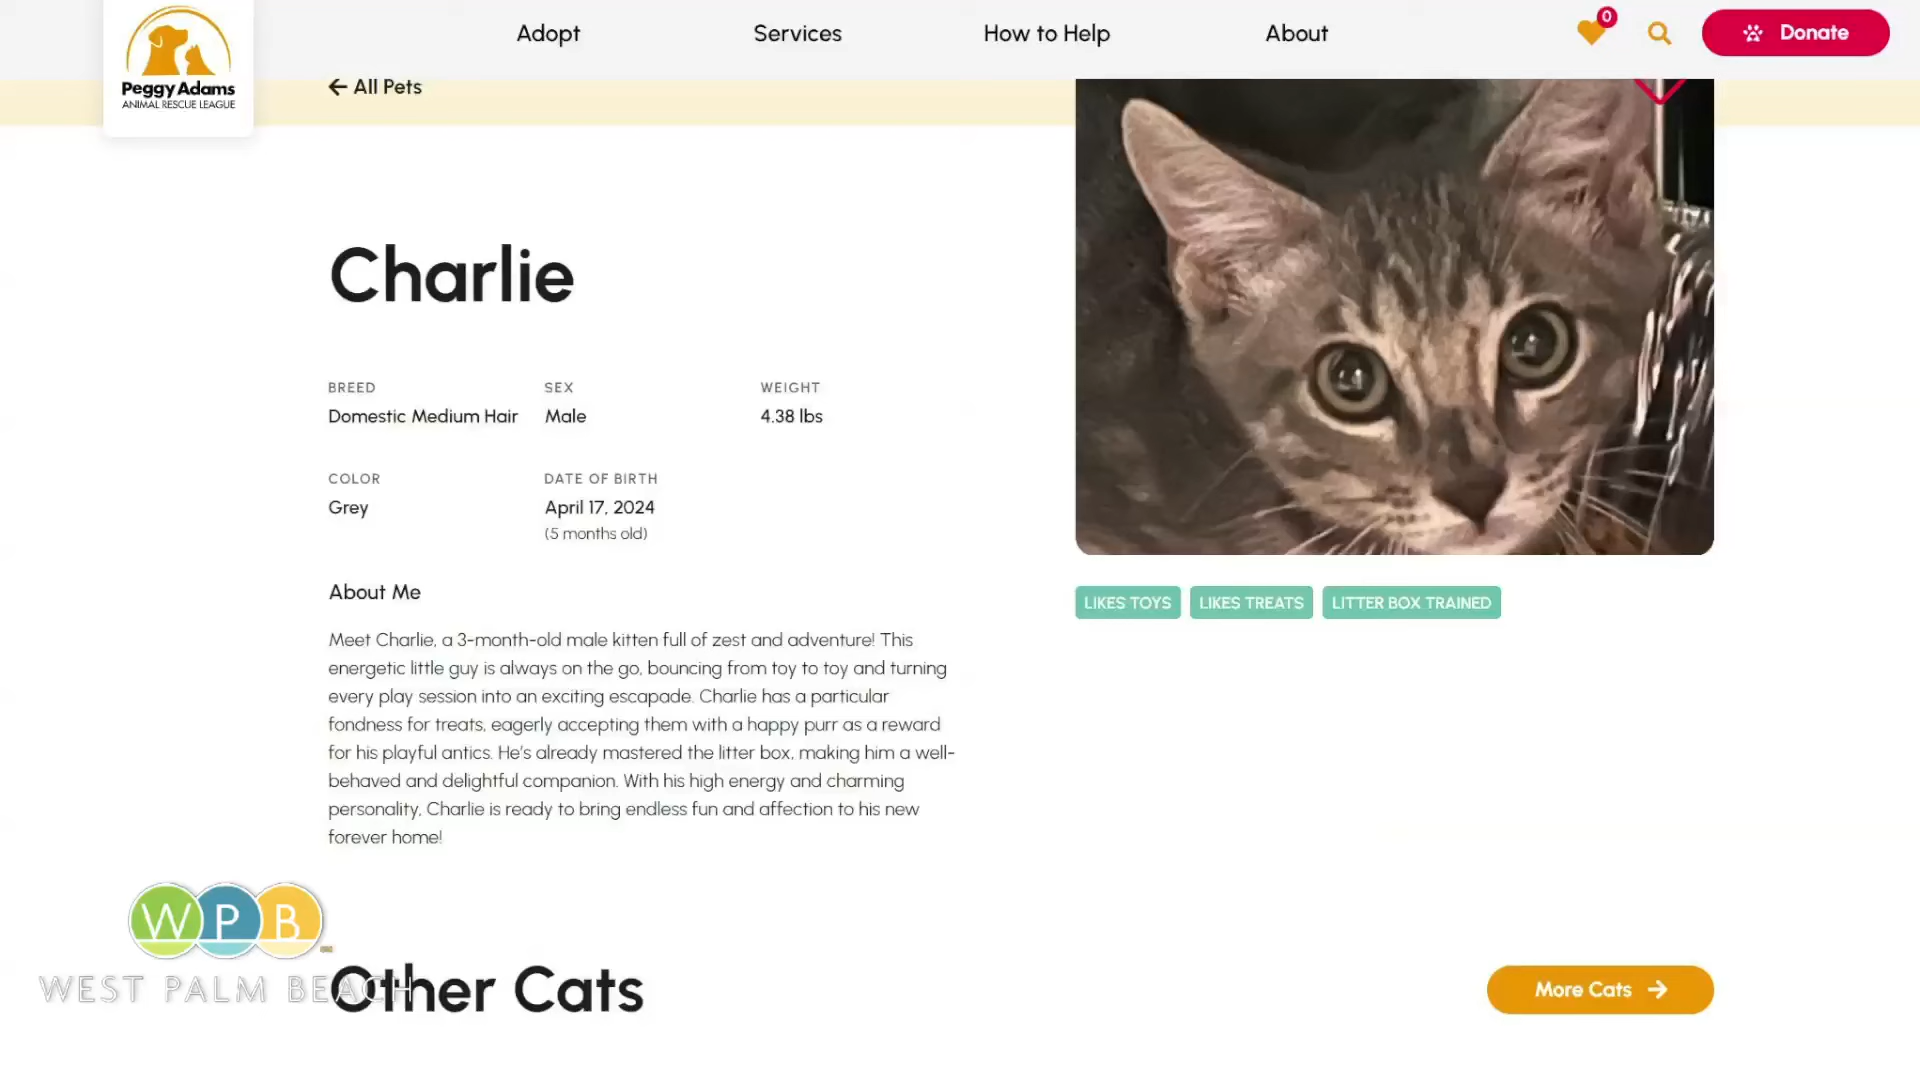 Adopt
Services
How to Help
About
0
Donate
Peggy Adams
ANIMAL RESCUE LEAGUE
All Pets
Charlie
BREED
SEX
WEIGHT
Domestic Medium Hair
Male
4.38 lbs
COLOR
DATE OF BIRTH
Grey
April 17, 2024
(5 months old)
About Me
LIKES TOYS
LIKES TREATS
LITTER BOX TRAINED
Meet Charlie, a 3-month-old male kitten full of zest and adventure! This
energetic little guy is always on the go, bouncing from toy to toy and turning
every play session into an exciting escapade. Charlie has a particular
fondness for treats, eagerly accepting them with a happy purr as a reward
for his playful antics. He's already mastered the litter box, making him a well-
behaved and delightful companion. With his high energy and charming
personality, Charlie is ready to bring endless fun and affection to his new
forever home!
WPB
WEST PALM BEACH
Other Cats
More Cats